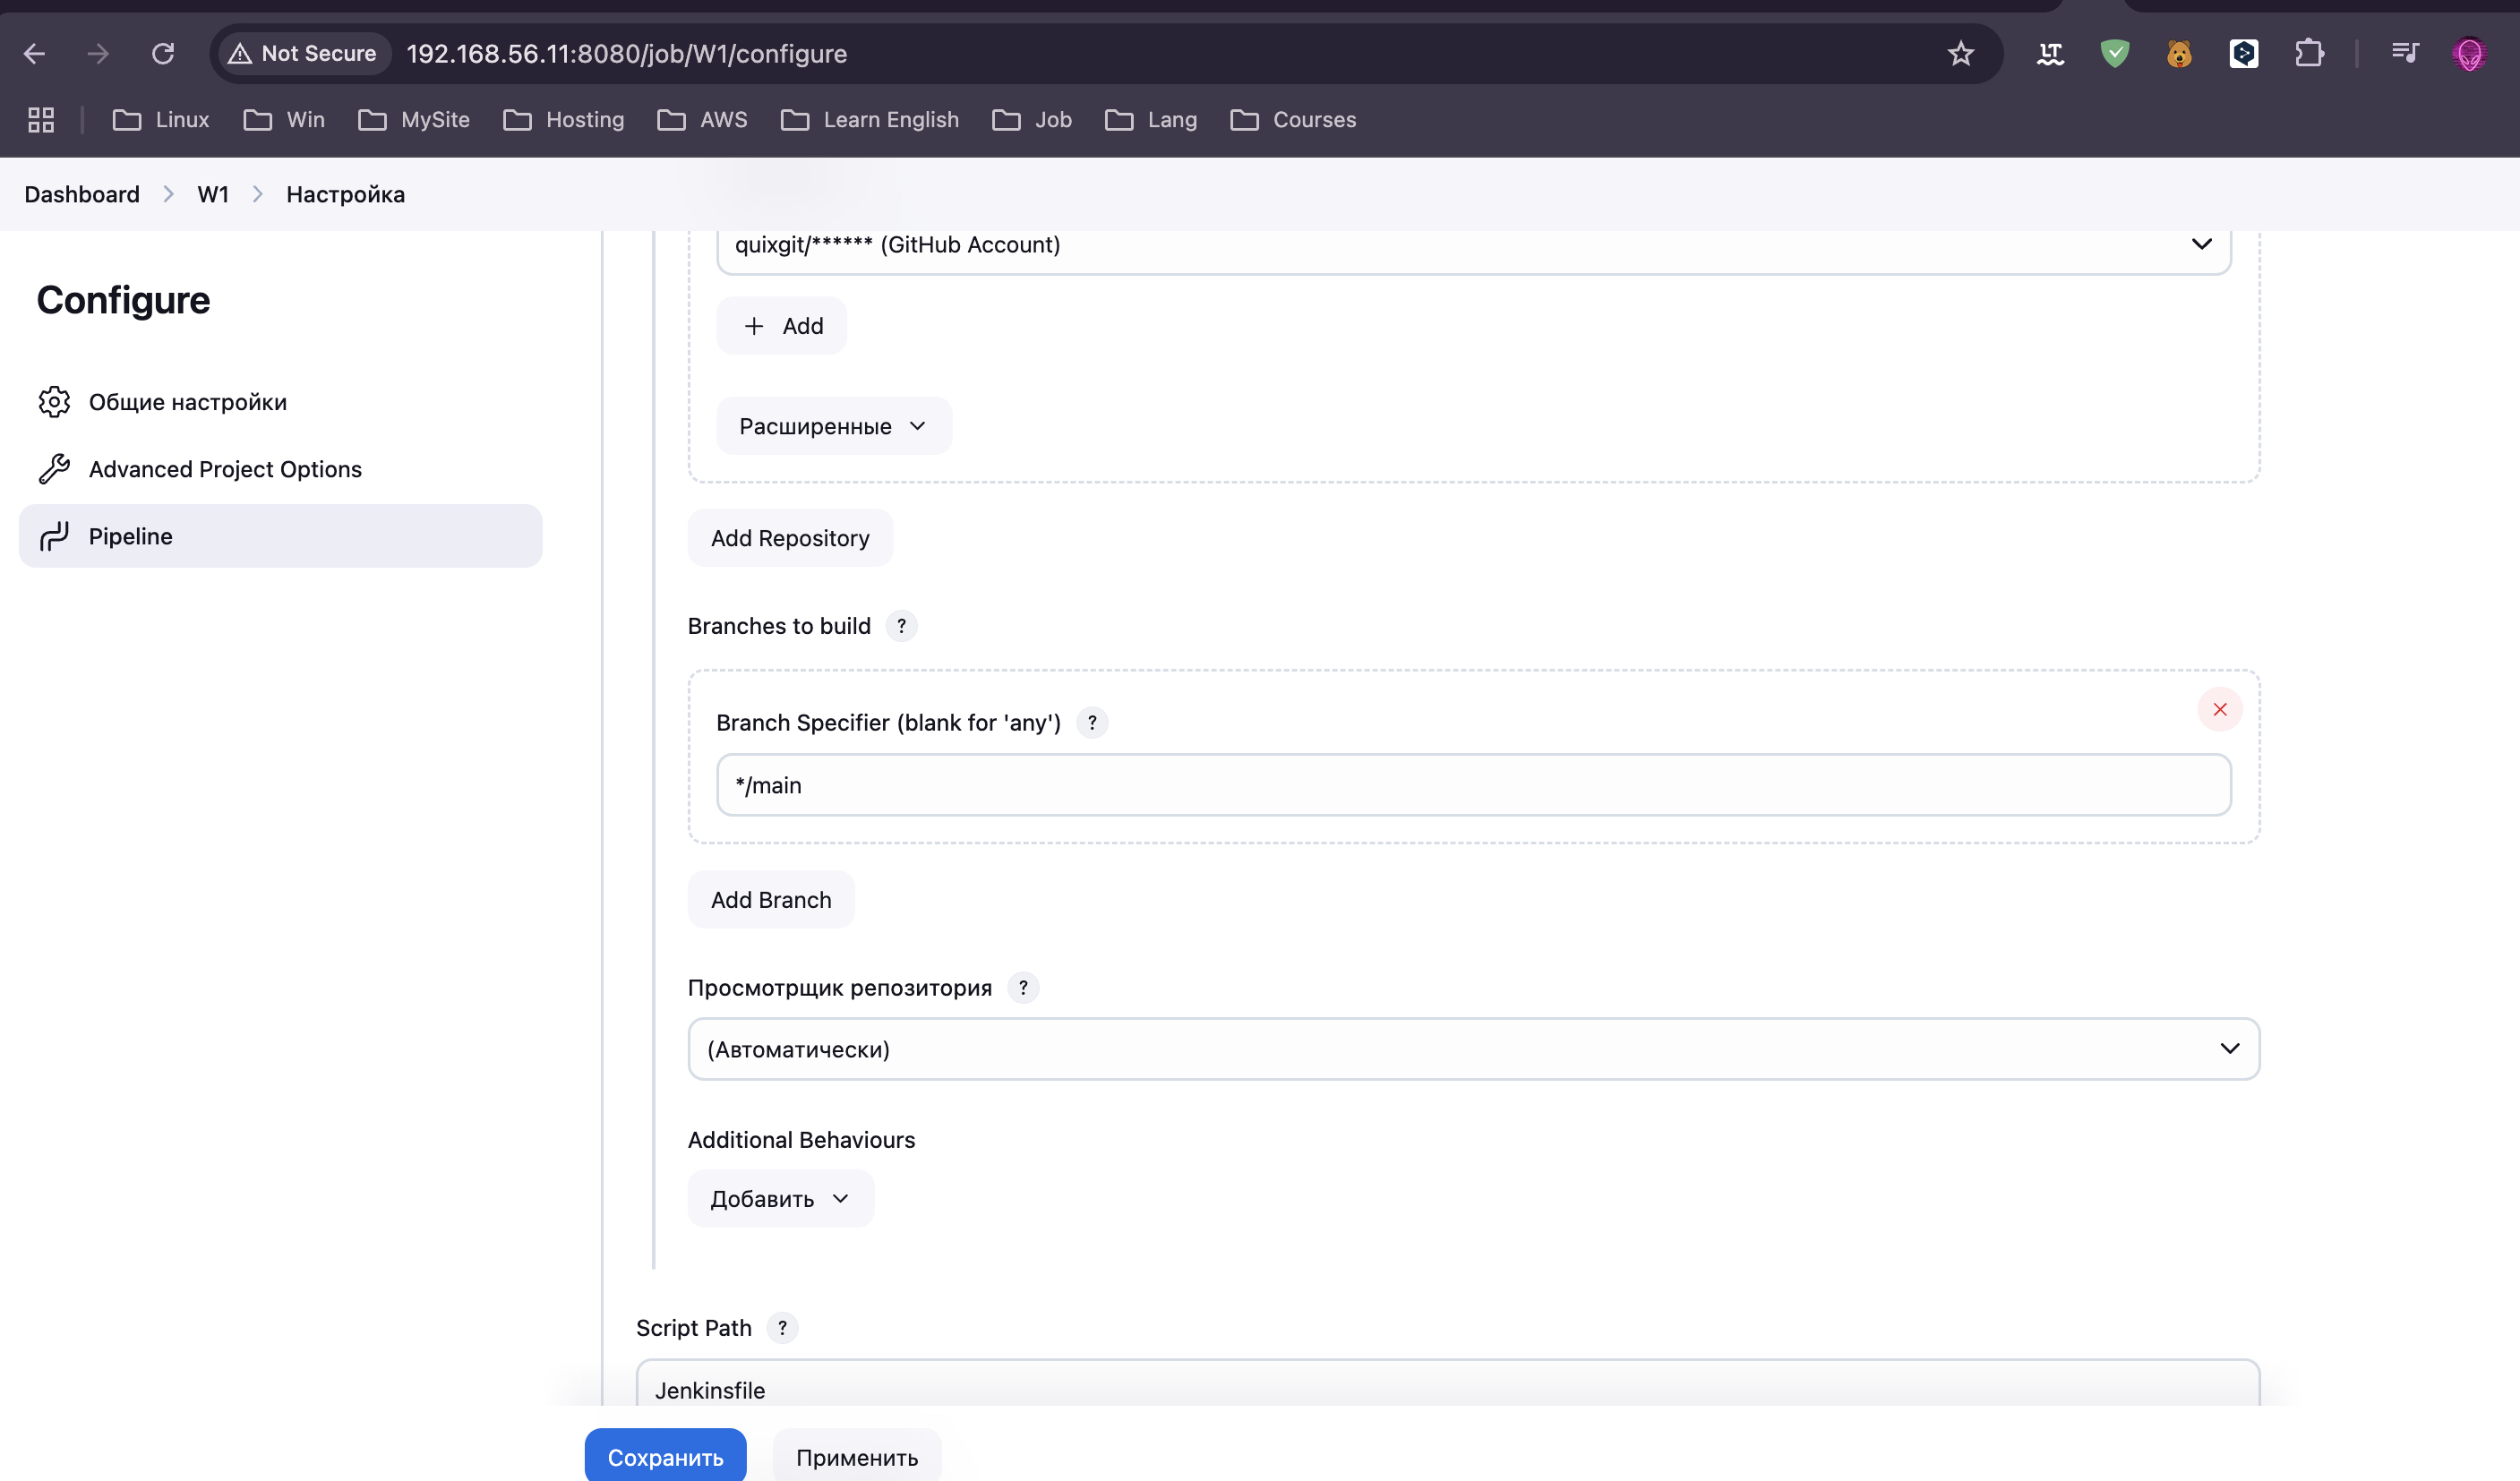 Not Secure 192.168.56.11:8080/job/W1/configure
LT
Linux Win MySite Hosting AWS Learn English Job Lang Courses
Dashboard W1 Настройка
quixgit/****** (GitHub Account)
Configure
Add
Общие настройки
Расширенные
Advanced Project Options
Pipeline
Add Repository
Branches to build ?
Branch Specifier (blank for 'any') ?
*/main
Add Branch
Просмотрщик репозитория ?
(Автоматически)
Additional Behaviours
Добавить
Script Path ?
Jenkinsfile
Сохранить Применить